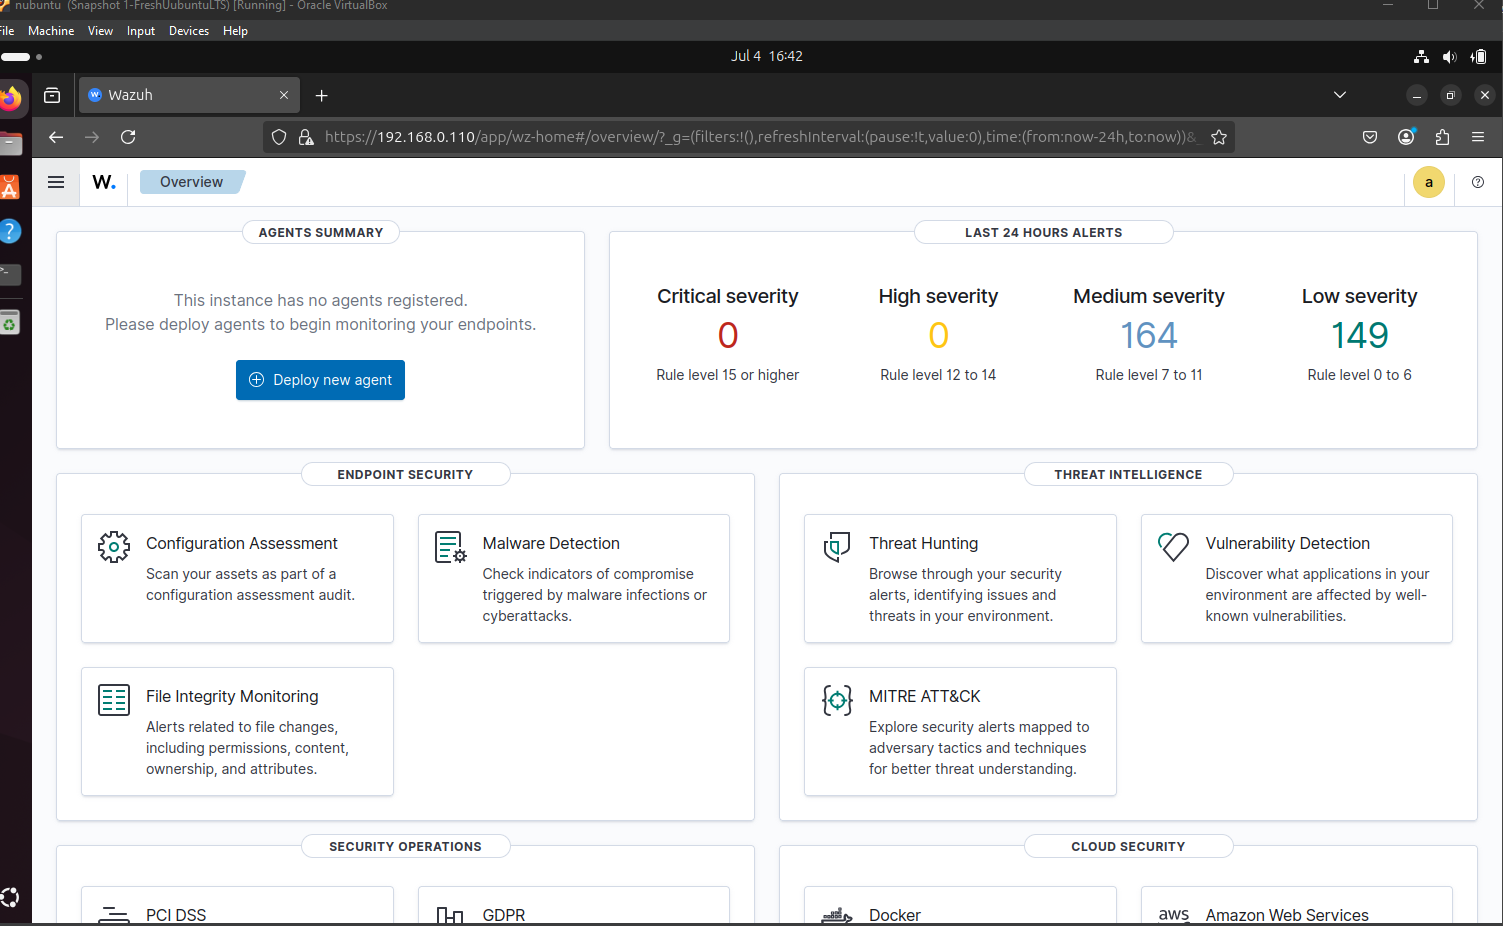 nubuntu (Snapshot 1-FreshUubuntuLTS) [Running] - Oracle VirtualBox
File Machine View Input Devices Help
Jul 4 16:42
Wazuh
https://192.168.0.110/app/wz-home#/overview/?_g=(filters:!(),refreshInterval:(pause:!t,value:0),time:(from:now-24h,to:now))&_
W. Overview a
AGENTS SUMMARY
This instance has no agents registered.
Please deploy agents to begin monitoring your endpoints.
Deploy new agent
LAST 24 HOURS ALERTS
Critical severity
0
Rule level 15 or higher
High severity
0
Rule level 12 to 14
Medium severity
164
Rule level 7 to 11
Low severity
149
Rule level 0 to 6
ENDPOINT SECURITY
Configuration Assessment
Scan your assets as part of a
configuration assessment audit.
Malware Detection
Check indicators of compromise
triggered by malware infections or
cyberattacks.
File Integrity Monitoring
Alerts related to file changes,
including permissions, content,
ownership, and attributes.
THREAT INTELLIGENCE
Threat Hunting
Browse through your security
alerts, identifying issues and
threats in your environment.
Vulnerability Detection
Discover what applications in your
environment are affected by well-
known vulnerabilities.
MITRE ATT&CK
Explore security alerts mapped to
adversary tactics and techniques
for better threat understanding.
SECURITY OPERATIONS
PCI DSS
GDPR
CLOUD SECURITY
Docker
aws Amazon Web Services